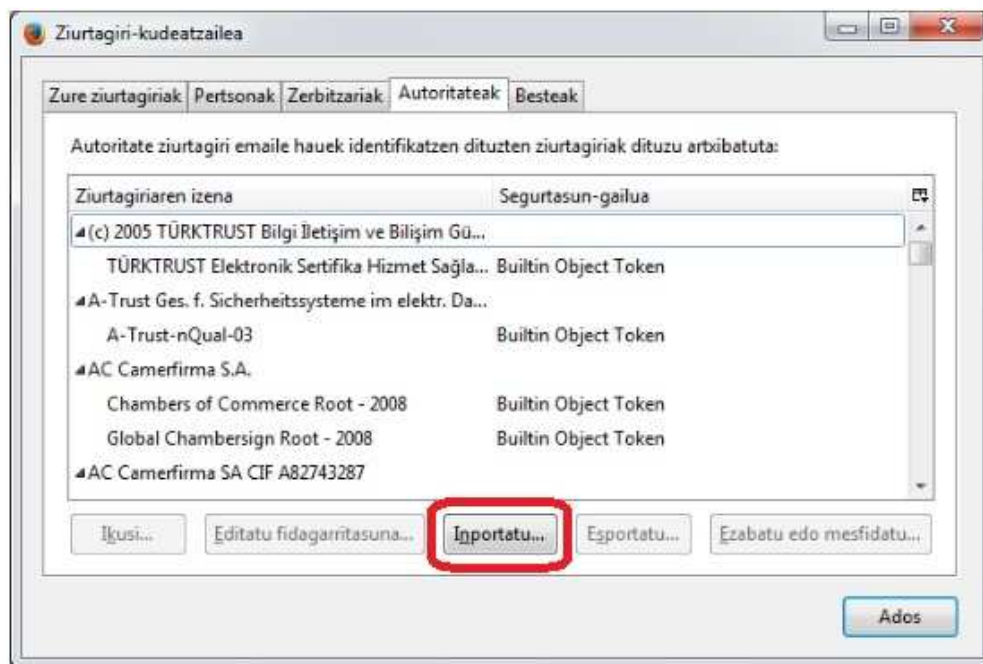 Ziurtagiri-kudeatzailea
Zure ziurtagiriak Pertsonak Zerbitzariak Autoritateak Besteak
Autoritate ziurtagiri emaile hauek identifikatzen dituzten ziurtagiriak dituzu artxibatuta:
Ziurtagiriaren izena Segurtasun-gailua
(c) 2005 TÜRKTRUST Bilgi İletişim ve Bilişim Gü...
TÜRKTRUST Elektronik Sertifika Hizmet Sağla... Builtin Object Token
A-Trust Ges. f. Sicherheitssysteme im elektr. Da...
A-Trust-nQual-03 Builtin Object Token
AC Camerfirma S.A.
Chambers of Commerce Root - 2008 Builtin Object Token
Global Chambersign Root - 2008 Builtin Object Token
AC Camerfirma SA CIF A82743287
Ikusi... Editatu fidagarritasuna... Inportatu... Esportatu... Ezabatu edo mesfidatu...
Ados